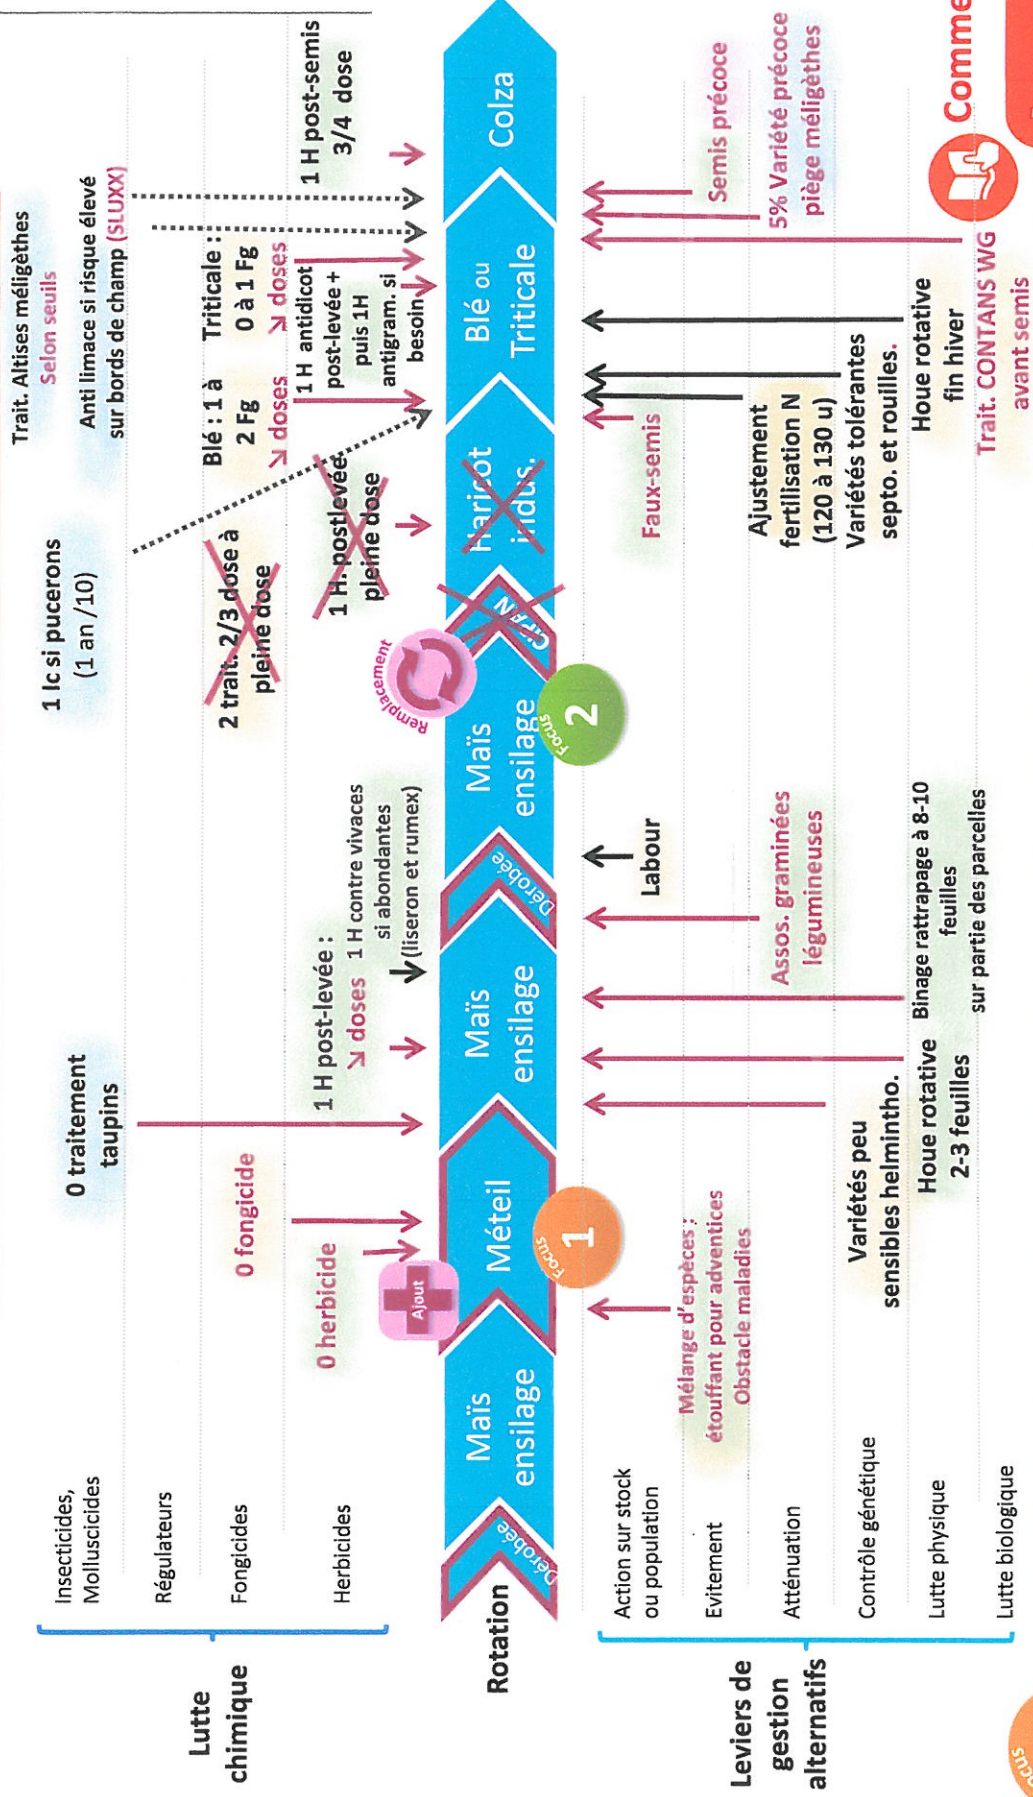 Lutte
chimique
Insecticides,
Molluscicides
Régulateurs
Fongicides
Herbicides
0 traitement
taupins
1 Ic si pucerons
(1 an /10)
Trait. Altises méligèthes
Selon seuils
Anti limace si risque élevé
sur bords de champ (SLUXX)
0 fongicide
2 trait. 2/3 dose à
pleine dose
Blé : 1 à
2 Fg
↘ doses
Triticale :
0 à 1 Fg
↘ doses
0 herbicide
1 H post-levée :
↘ doses
1 H contre vivaces
si abondantes
(liseron et rumex)
1 H. postlevée
pleine dose
1 H antidicot
post-levée +
puis 1H
antigram. si
besoin
1 H post-semis
3/4 dose
Ajout
Remplacement
Rotation
Dérobée
Maïs
ensilage
Méteil
Maïs
ensilage
Dérobée
Maïs
ensilage
CIPAN
Haricot
indus.
Blé ou
Triticale
Colza
Focus
1
Focus
2
Leviers de
gestion
alternatifs
Action sur stock
ou population
Evitement
Atténuation
Contrôle génétique
Lutte physique
Lutte biologique
Labour
Faux-semis
Mélange d'espèces :
étouffant pour adventices
Obstacle maladies
Semis précoce
Assos. graminées
légumineuses
Ajustement
fertilisation N
(120 à 130 u)
5% Variété précoce
piège méligèthes
Variétés peu
sensibles helmintho.
Variétés tolérantes
septo. et rouilles.
Houe rotative
2-3 feuilles
Binage rattrapage à 8-10
feuilles
sur partie des parcelles
Houe rotative
fin hiver
Trait. CONTANS WG
avant semis
Focus
Comme